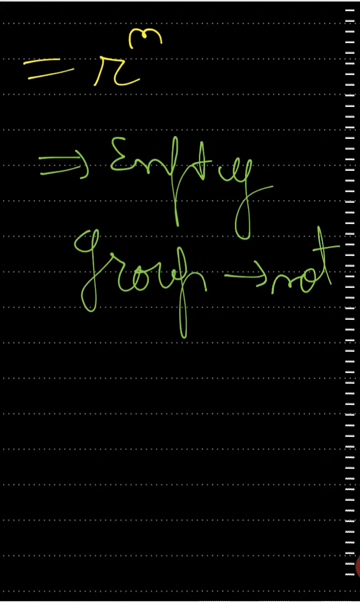 = r^n
⇒ Empty
group → not